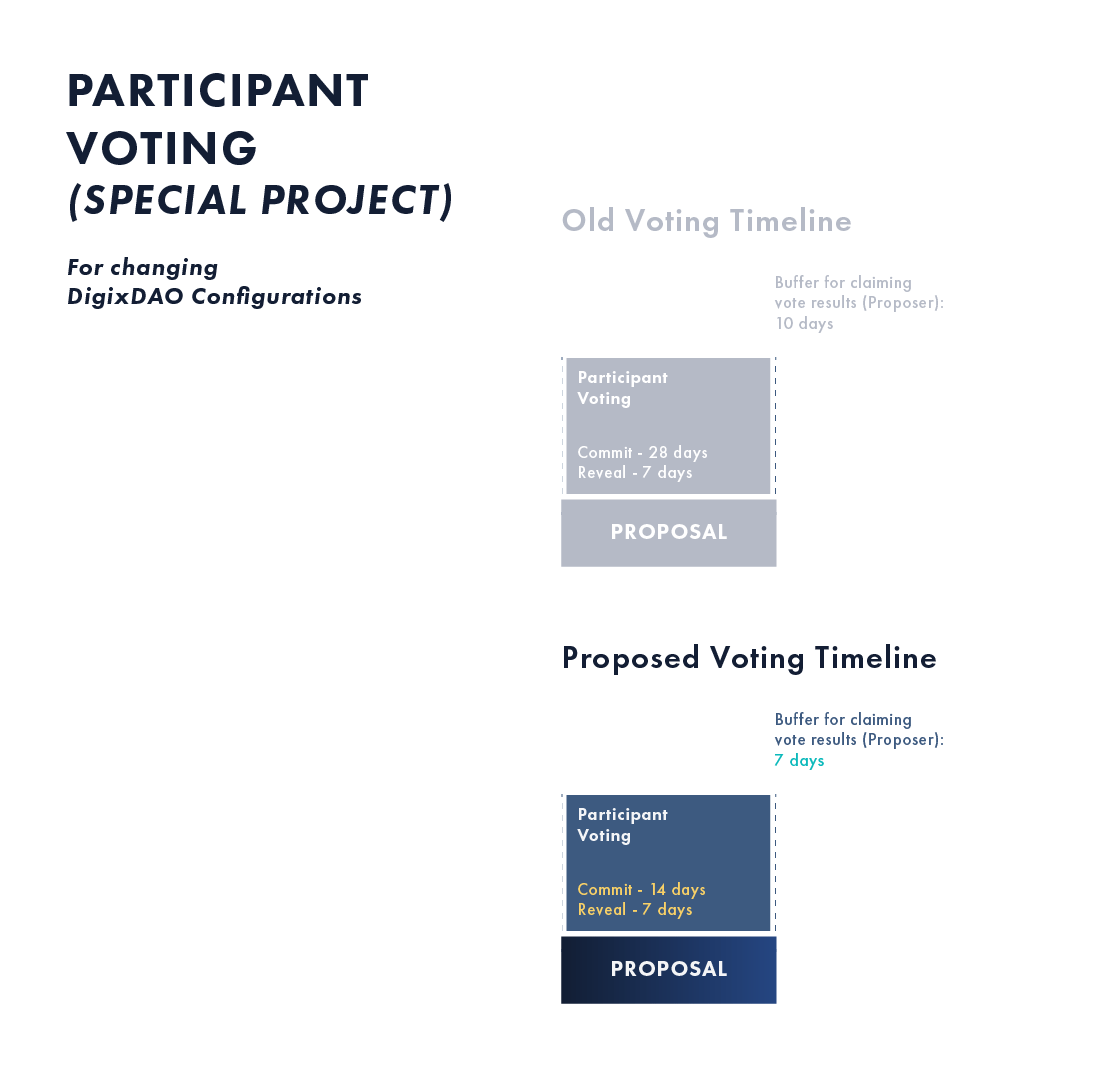 PARTICIPANT
VOTING
(SPECIAL PROJECT)
For changing
DigixDAO Configurations
Old Voting Timeline
Buffer for claiming
vote results (Proposer):
10 days
Participant
Voting
Commit - 28 days
Reveal - 7 days
PROPOSAL
Proposed Voting Timeline
Buffer for claiming
vote results (Proposer):
7 days
Participant
Voting
Commit - 14 days
Reveal - 7 days
PROPOSAL